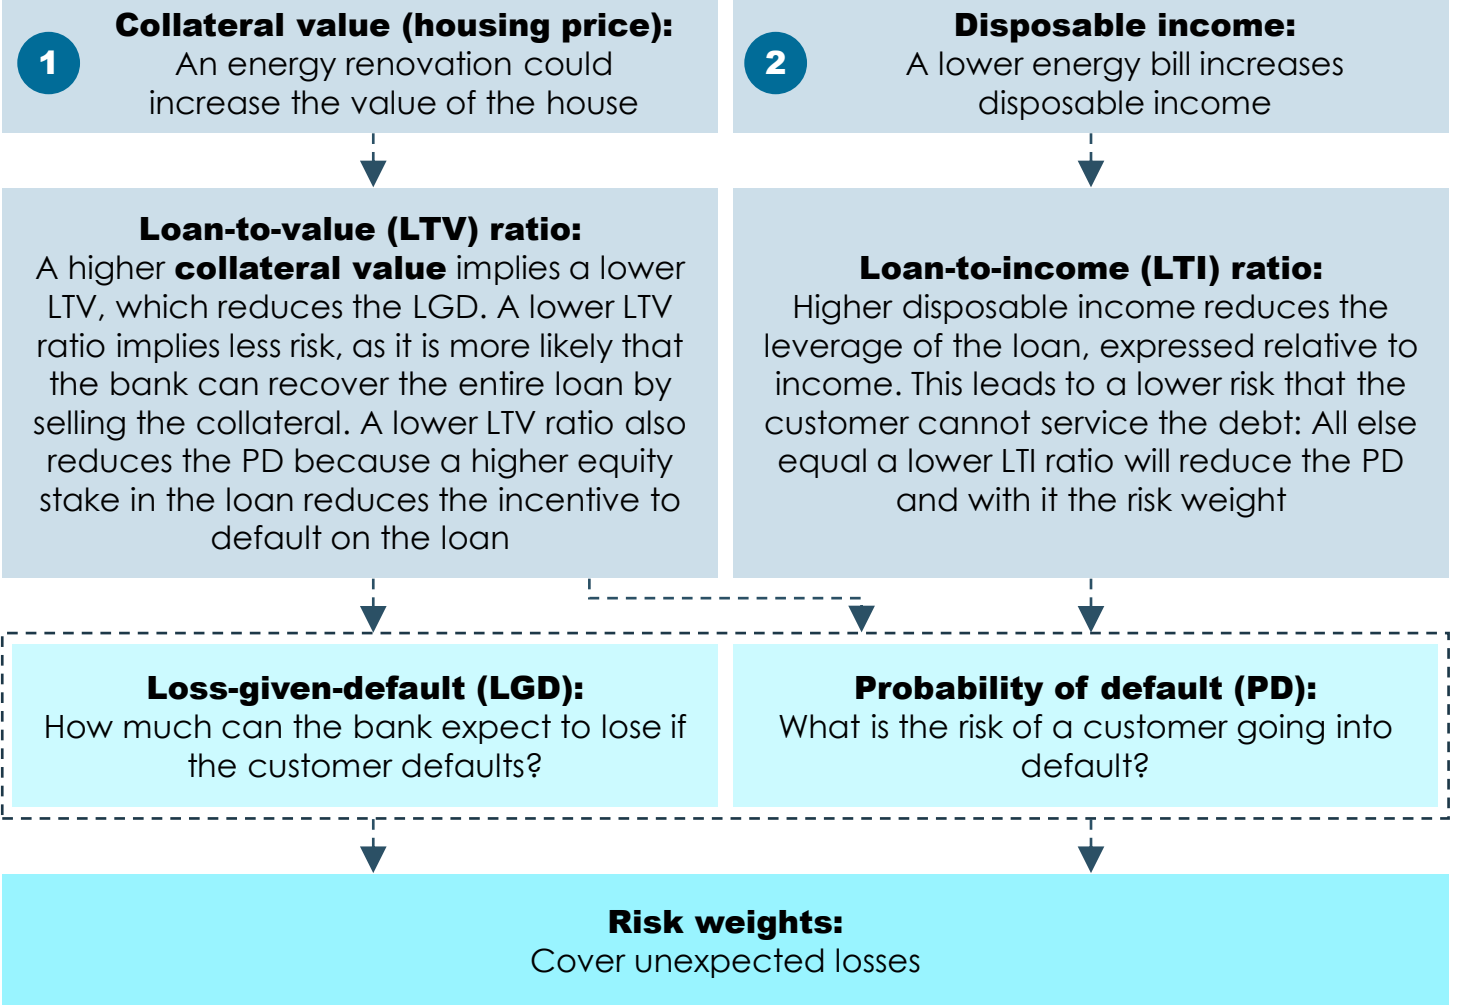 1
Collateral value (housing price):
An energy renovation could
increase the value of the house
2
Disposable income:
A lower energy bill increases
disposable income
Loan-to-value (LTV) ratio:
A higher collateral value implies a lower
LTV, which reduces the LGD. A lower LTV
ratio implies less risk, as it is more likely that
the bank can recover the entire loan by
selling the collateral. A lower LTV ratio also
reduces the PD because a higher equity
stake in the loan reduces the incentive to
default on the loan
Loan-to-income (LTI) ratio:
Higher disposable income reduces the
leverage of the loan, expressed relative to
income. This leads to a lower risk that the
customer cannot service the debt: All else
equal a lower LTI ratio will reduce the PD
and with it the risk weight
Loss-given-default (LGD):
How much can the bank expect to lose if
the customer defaults?
Probability of default (PD):
What is the risk of a customer going into
default?
Risk weights:
Cover unexpected losses